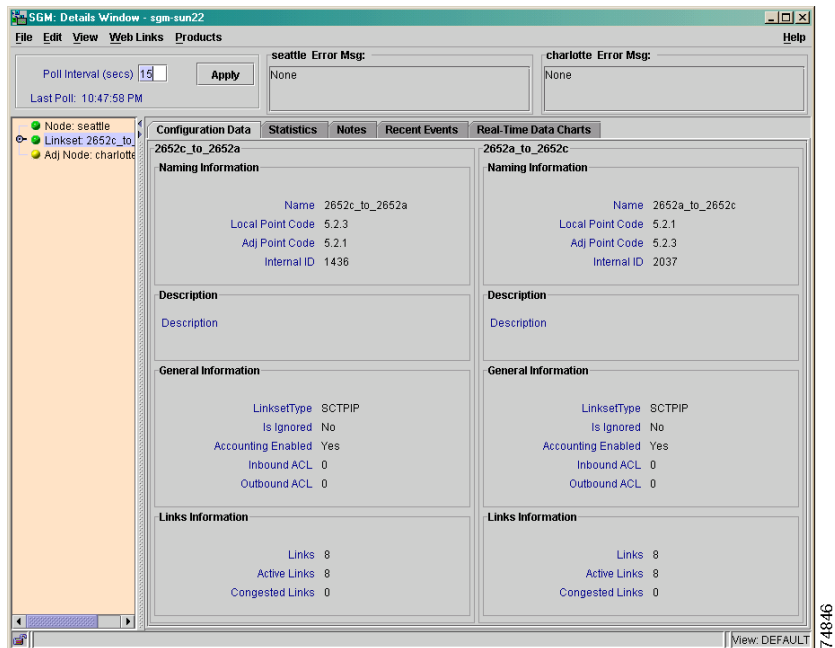 SGM: Details Window - sgm-sun22
File Edit View Web Links Products Help
Poll Interval (secs) 15 Apply
Last Poll: 10:47:58 PM
seattle Error Msg:
None
charlotte Error Msg:
None
Node: seattle
Linkset: 2652c_to_
Adj Node: charlotte
Configuration Data Statistics Notes Recent Events Real-Time Data Charts
2652c_to_2652a
Naming Information
Name 2652c_to_2652a
Local Point Code 5.2.3
Adj Point Code 5.2.1
Internal ID 1436
Description
Description
General Information
LinksetType SCTPIP
Is Ignored No
Accounting Enabled Yes
Inbound ACL 0
Outbound ACL 0
Links Information
Links 8
Active Links 8
Congested Links 0
2652a_to_2652c
Naming Information
Name 2652a_to_2652c
Local Point Code 5.2.1
Adj Point Code 5.2.3
Internal ID 2037
Description
Description
General Information
LinksetType SCTPIP
Is Ignored No
Accounting Enabled Yes
Inbound ACL 0
Outbound ACL 0
Links Information
Links 8
Active Links 8
Congested Links 0
View: DEFAULT
74846